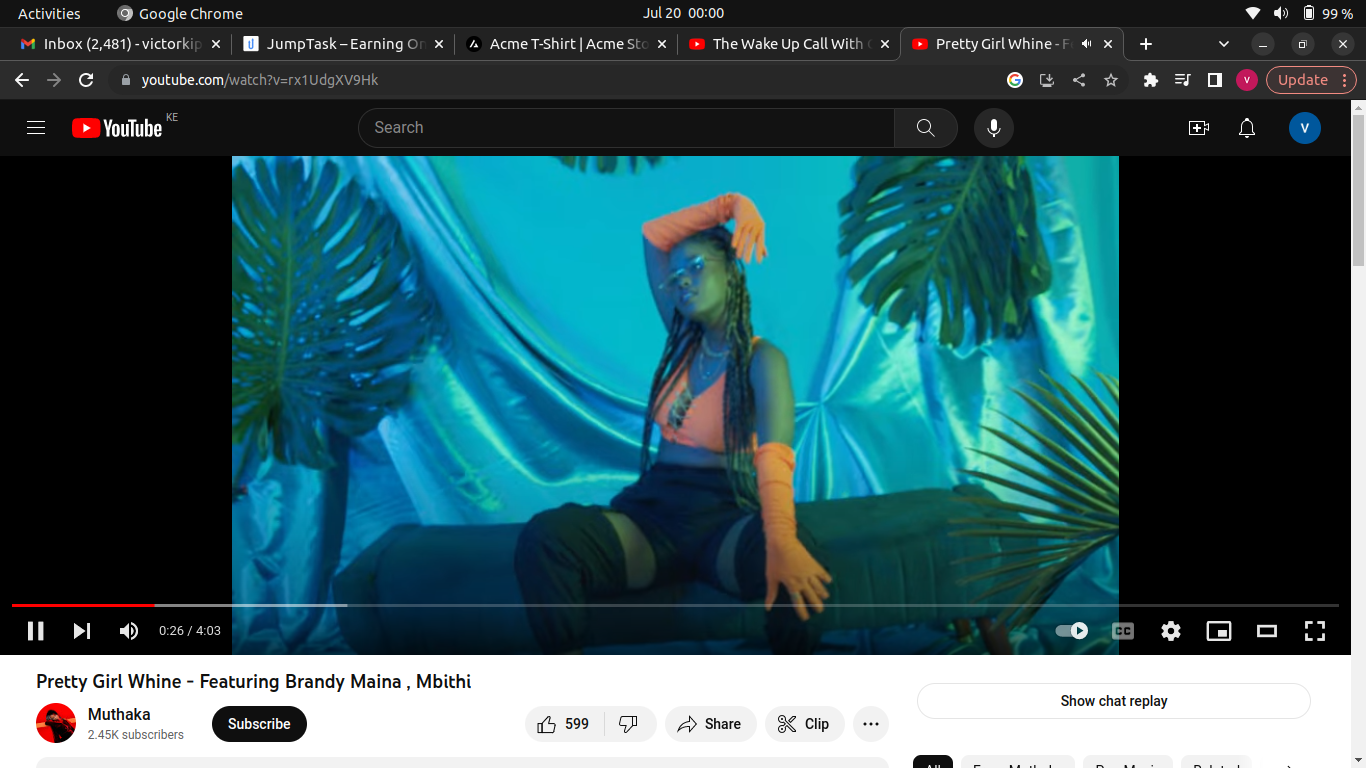 Activities Google Chrome Jul 20 00:00 99 %
Inbox (2,481) - victorkip JumpTask – Earning On Acme T-Shirt | Acme Sto The Wake Up Call With Pretty Girl Whine - F
youtube.com/watch?v=rx1UdgXV9Hk V Update
YouTube KE Search V
0:26 / 4:03 CC
Pretty Girl Whine - Featuring Brandy Maina , Mbithi
Show chat replay
Muthaka
2.45K subscribers
Subscribe 599 Share Clip
All